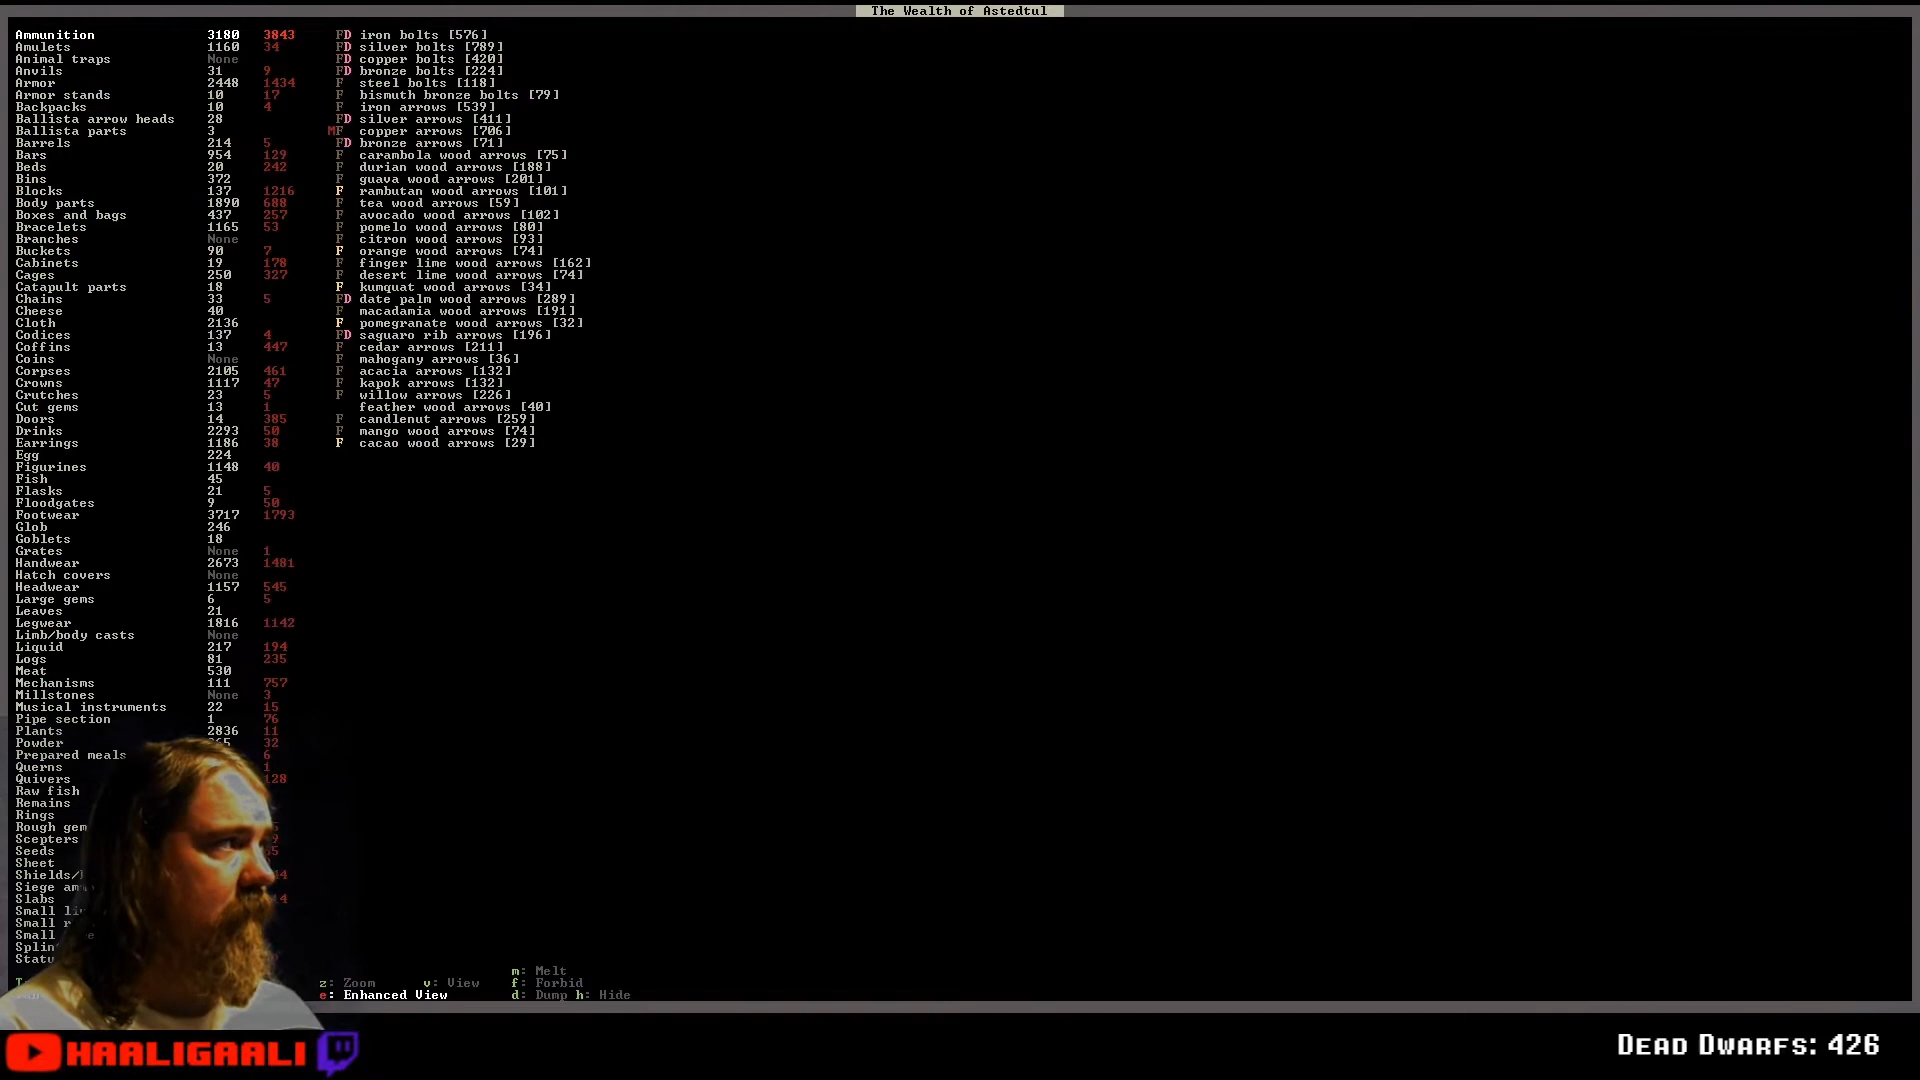 The Wealth of Astedtul
Ammunition 3180 3843 FD iron bolts [576]
Amulets 1160 34 FD silver bolts [789]
Animal traps None FD copper bolts [420]
Anvils 31 9 FD bronze bolts [224]
Armor 2448 1434 F steel bolts [118]
Armor stands 10 17 F bismuth bronze bolts [79]
Backpacks 10 4 F iron arrows [539]
Ballista arrow heads 28 FD silver arrows [411]
Ballista parts 3 MF copper arrows [706]
Barrels 214 5 FD bronze arrows [71]
Bars 954 129 F carambola wood arrows [75]
Beds 20 242 F durian wood arrows [188]
Bins 372 F guava wood arrows [201]
Blocks 137 1216 F rambutan wood arrows [101]
Body parts 1890 688 F tea wood arrows [59]
Boxes and bags 437 257 F avocado wood arrows [102]
Bracelets 1165 53 F pomelo wood arrows [80]
Branches None F citron wood arrows [93]
Buckets 90 7 F orange wood arrows [74]
Cabinets 19 178 F finger lime wood arrows [162]
Cages 250 327 F desert lime wood arrows [74]
Catapult parts 18 F kumquat wood arrows [34]
Chains 33 5 FD date palm wood arrows [289]
Cheese 40 F macadamia wood arrows [191]
Cloth 2136 F pomegranate wood arrows [32]
Codices 137 4 FD saguaro rib arrows [196]
Coffins 13 447 F cedar arrows [211]
Coins None F mahogany arrows [36]
Corpses 2105 461 F acacia arrows [132]
Crowns 1117 47 F kapok arrows [132]
Crutches 23 5 F willow arrows [226]
Cut gems 13 1 feather wood arrows [40]
Doors 14 385 F candlenut arrows [259]
Drinks 2293 50 F mango wood arrows [74]
Earrings 1186 38 F cacao wood arrows [29]
Egg 224
Figurines 1148 40
Fish 45
Flasks 21 5
Floodgates 9 50
Footwear 3717 1793
Glob 246
Goblets 18
Grates None 1
Handwear 2673 1481
Hatch covers None
Headwear 1157 545
Large gems 6 5
Leaves 21
Legwear 1816 1142
Limb/body casts None
Liquid 217 194
Logs 81 235
Meat 530
Mechanisms 111 757
Millstones None 3
Musical instruments 22 15
Pipe section 1 76
Plants 2836 11
Powder 32
Prepared meals 6
Querns 1
Quivers 128
Raw fish
Remains
Rings
Rough gem
Scepters
Seeds
Sheet
Shields/
Siege am
Slabs
Small li
Small r
Small
Splin
Statu
m: Melt
z: Zoom v: View f: Forbid
e: Enhanced View d: Dump h: Hide
HAALIGAALI
DEAD DWARFS: 426